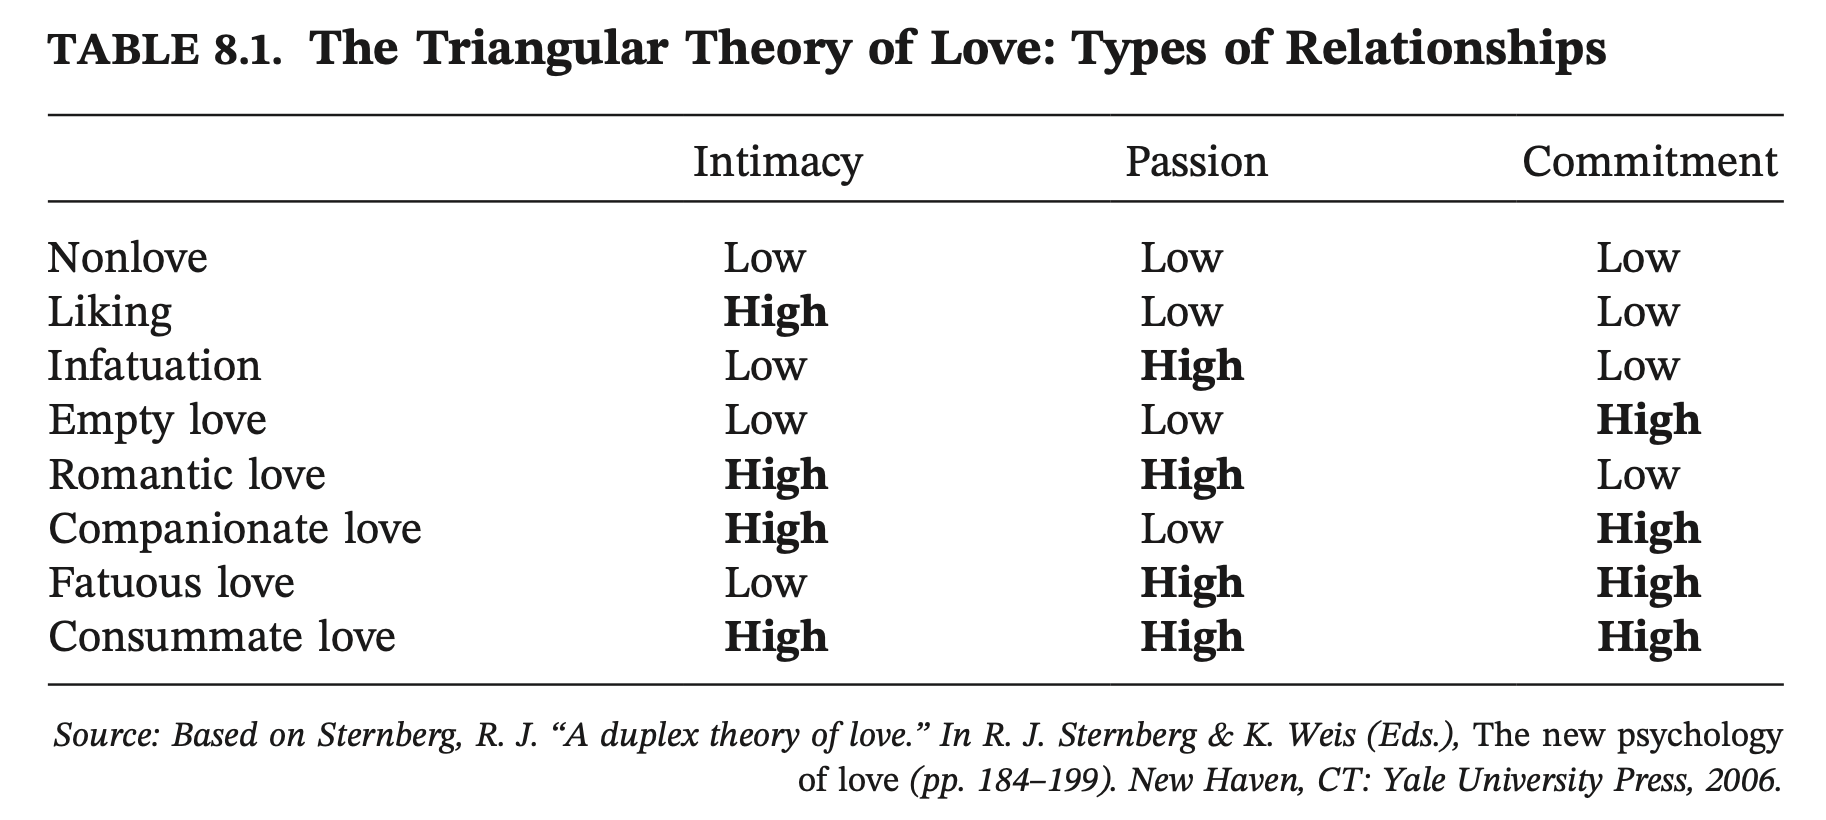 TABLE 8.1. The Triangular Theory of Love: Types of Relationships
Intimacy Passion Commitment
Nonlove Low Low Low
Liking High Low Low
Infatuation Low High Low
Empty love Low Low High
Romantic love High High Low
Companionate love High Low High
Fatuous love Low High High
Consummate love High High High
Source: Based on Sternberg, R. J. “A duplex theory of love.” In R. J. Sternberg & K. Weis (Eds.), The new psychology
of love (pp. 184–199). New Haven, CT: Yale University Press, 2006.